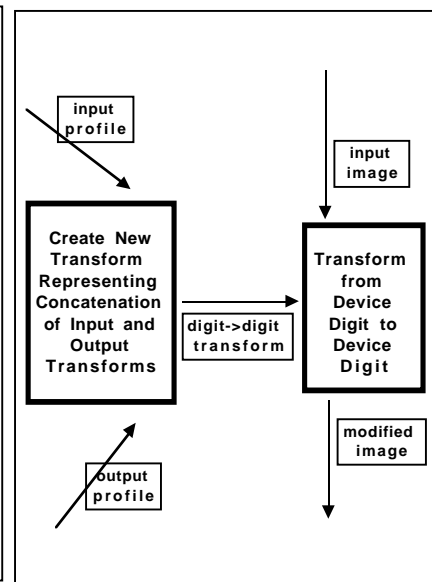 input
profile
input
image
Create New
Transform
Representing
Concatenation
of Input and
Output
Transforms
digit->digit
transform
Transform
from
Device
Digit to
Device
Digit
output
profile
modified
image